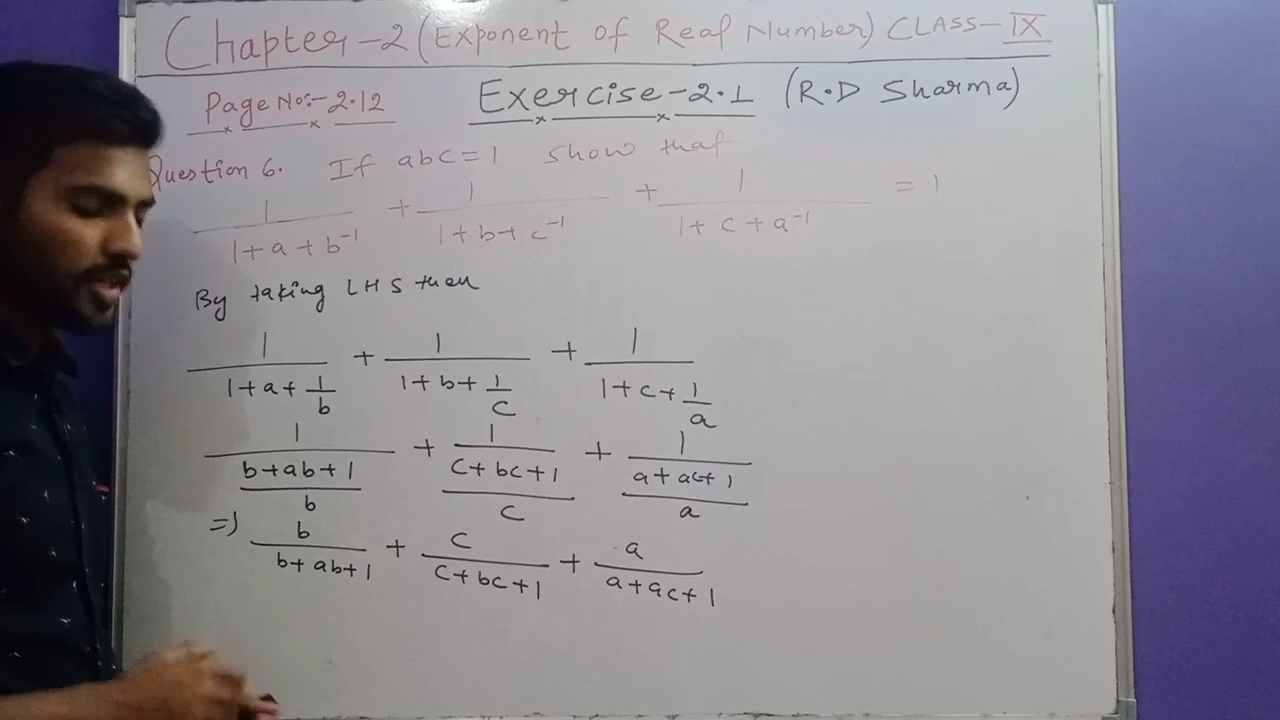 Chapter-2 (Exponent of Real Number) CLASS-IX
Page No:-2.12 Exercise-2.1 (R.D Sharma)
Question 6. If abc=1 show that
1/(1+a+b⁻¹) + 1/(1+b+c⁻¹) + 1/(1+c+a⁻¹) = 1
By taking LHS then
1/(1+a+1/b) + 1/(1+b+1/c) + 1/(1+c+1/a)
1/((b+ab+1)/b) + 1/((c+bc+1)/c) + 1/((a+ac+1)/a)
=) b/(b+ab+1) + c/(c+bc+1) + a/(a+ac+1)